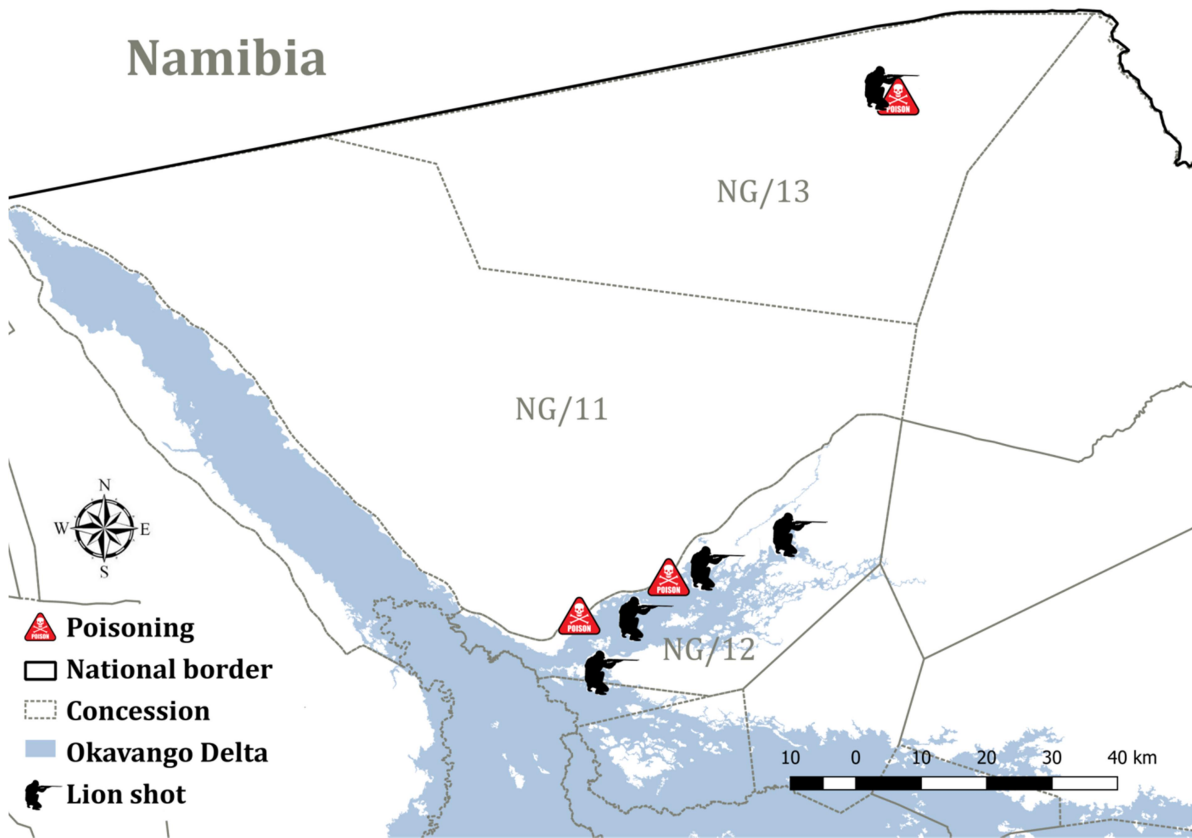 Namibia
POISON
NG/13
NG/11
N
W E
S
POISON
POISON
NG/12
POISON Poisoning
National border
Concession
Okavango Delta
Lion shot
10 0 10 20 30 40 km